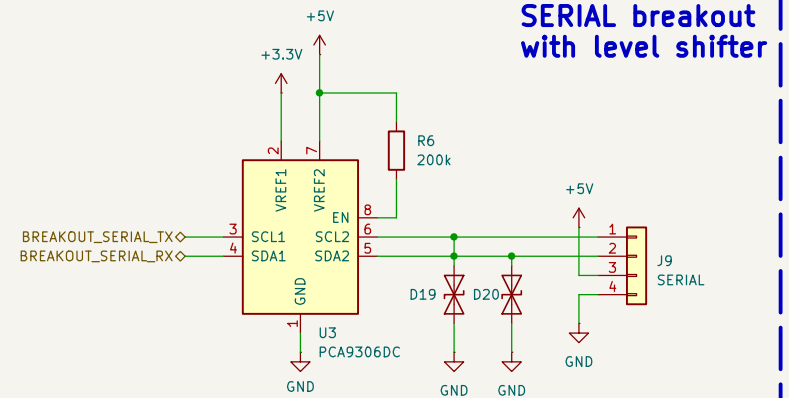 SERIAL breakout
with level shifter
+5V
+3.3V
R6
200k
2
7
VREF1
VREF2
EN
8
+5V
BREAKOUT_SERIAL_TX
3
SCL1
SCL2
6
1
BREAKOUT_SERIAL_RX
4
SDA1
SDA2
5
2
3
4
J9
SERIAL
GND
D19
D20
1
U3
PCA9306DC
GND
GND
GND
GND